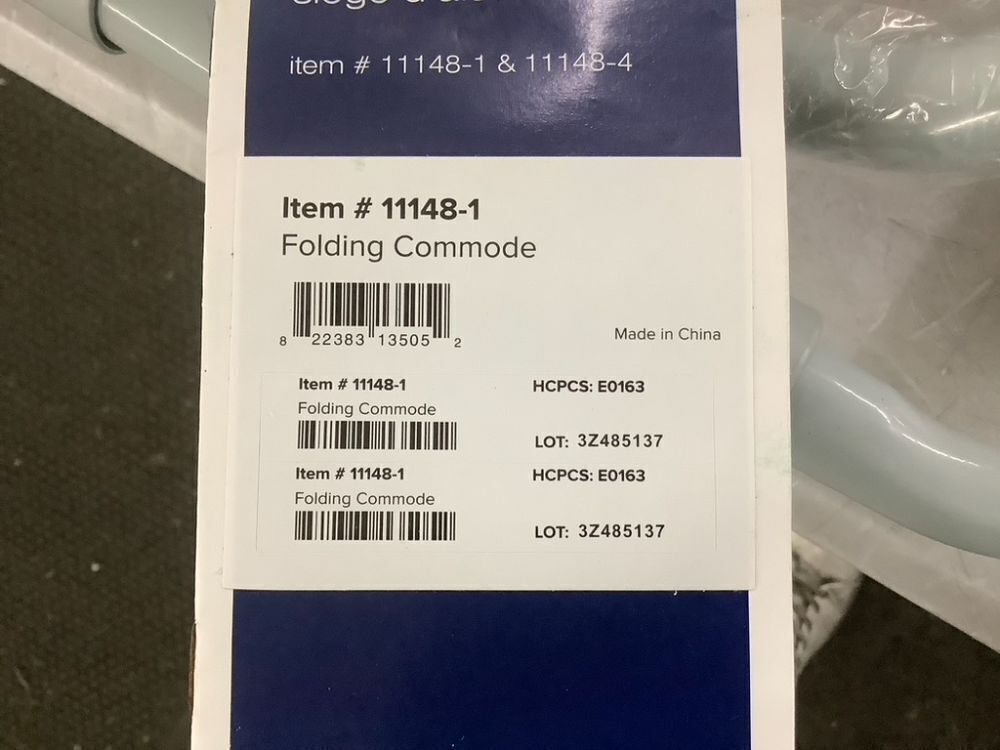 item # 11148-1 & 11148-4
Item # 11148-1
Folding Commode
8 22383 13505 2
Made in China
Item # 11148-1
HCPCS: E0163
Folding Commode
LOT: 3Z485137
Item # 11148-1
HCPCS: E0163
Folding Commode
LOT: 3Z485137